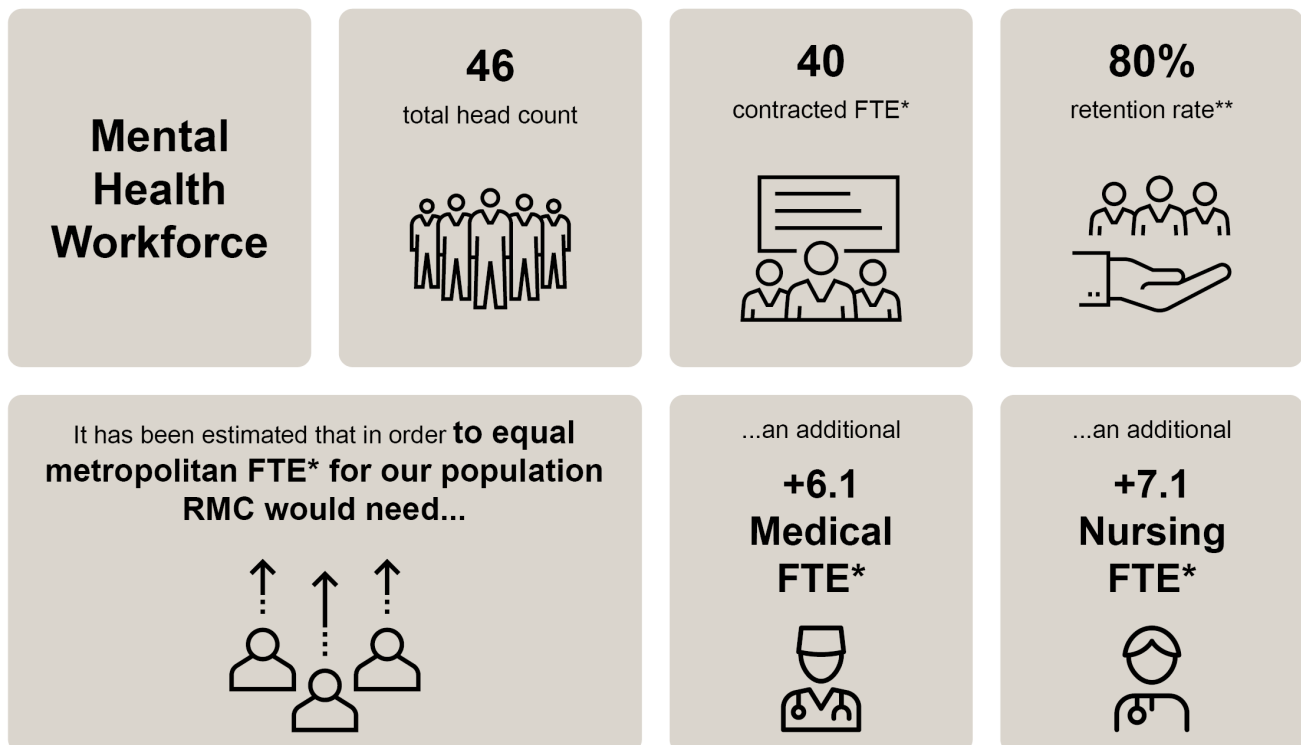 Mental
Health
Workforce
46
total head count
40
contracted FTE*
80%
retention rate**
It has been estimated that in order to equal
metropolitan FTE* for our population
RMC would need...
...an additional
+6.1
Medical
FTE*
...an additional
+7.1
Nursing
FTE*